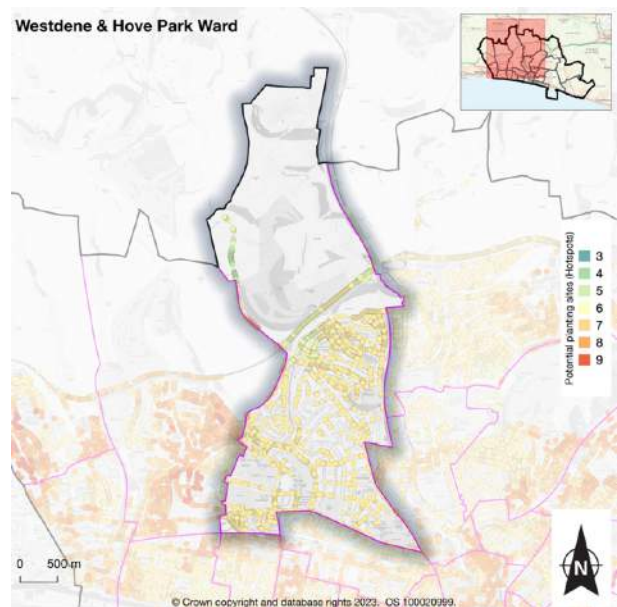 Westdene & Hove Park Ward
Potential planting sites (Hotspots)
3
4
5
6
7
8
9
0 500 m
N
© Crown copyright and database rights 2023. OS 100020999.